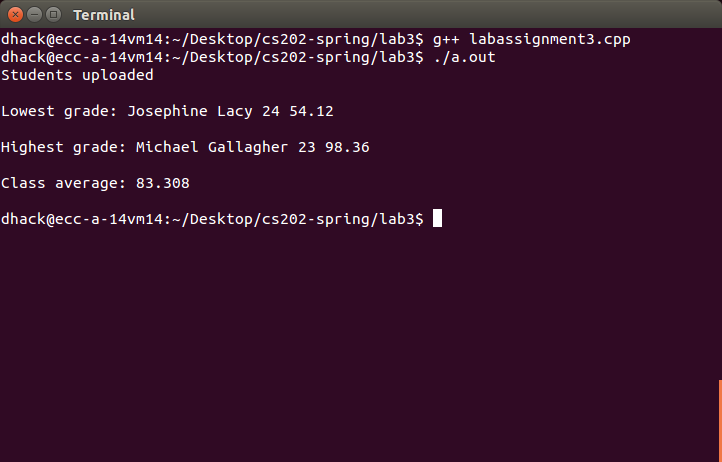 Terminal
dhack@ecc-a-14vm14:~/Desktop/cs202-spring/lab3$ g++ labassignment3.cpp
dhack@ecc-a-14vm14:~/Desktop/cs202-spring/lab3$ ./a.out
Students uploaded
Lowest grade: Josephine Lacy 24 54.12
Highest grade: Michael Gallagher 23 98.36
Class average: 83.308
dhack@ecc-a-14vm14:~/Desktop/cs202-spring/lab3$